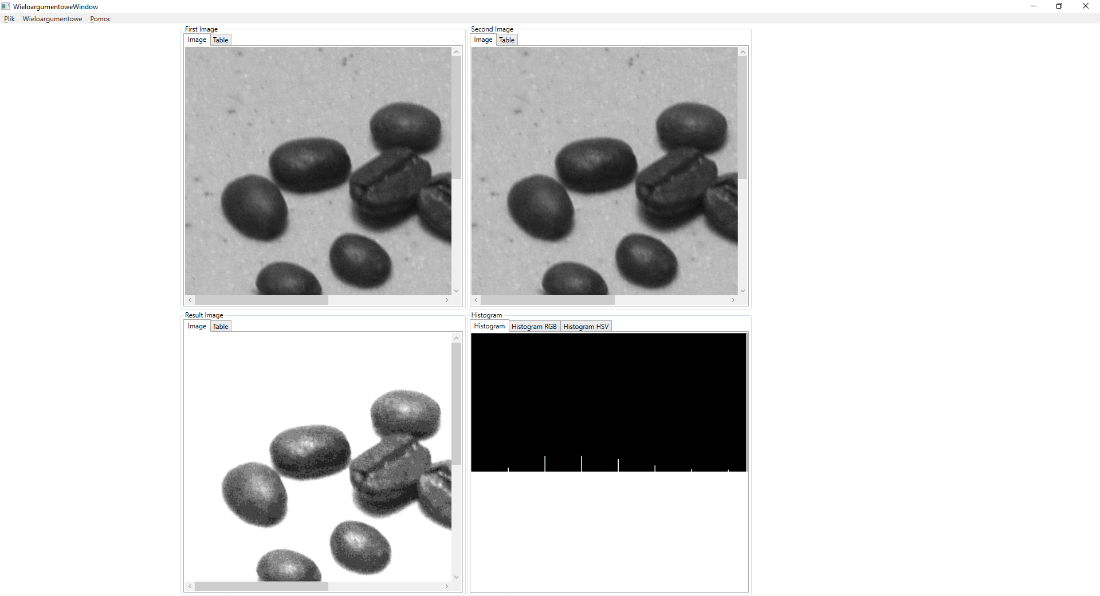 WieloargumentoweWindow
Plik Wieloargumentowe Pomoc
First Image
Image Table
Second Image
Image Table
Result Image
Image Table
Histogram
Histogram Histogram RGB Histogram HSV